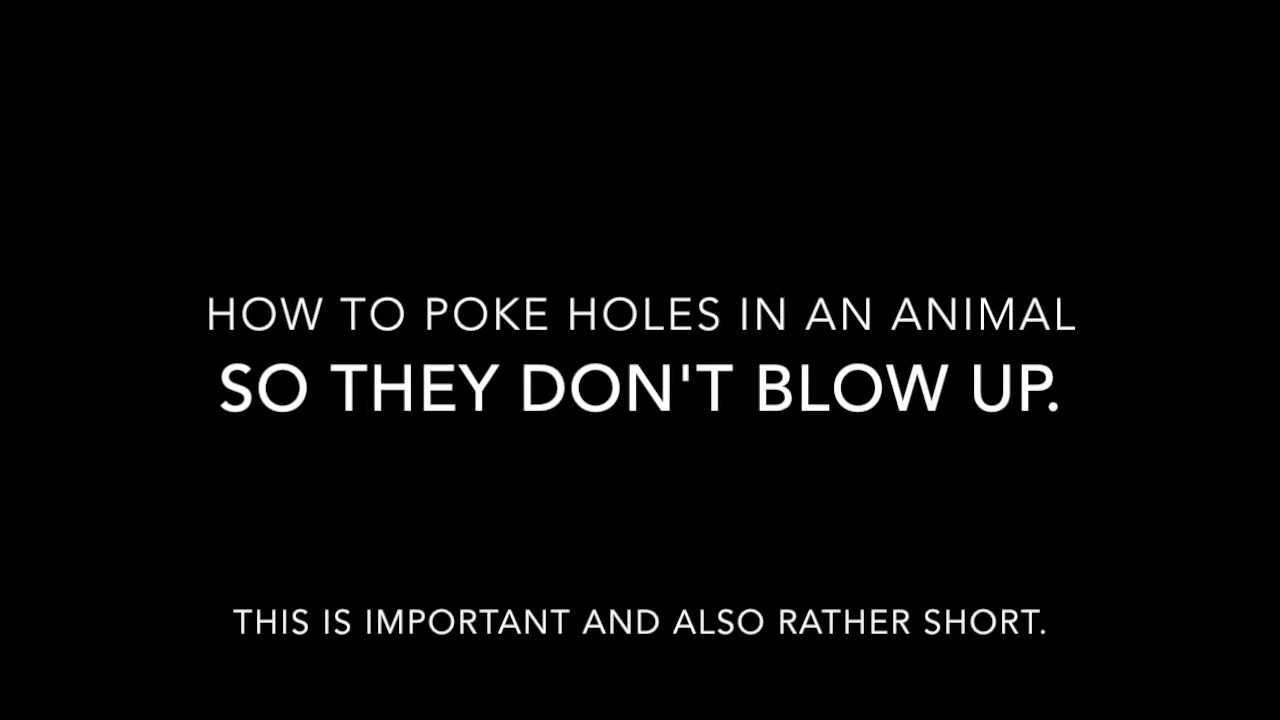 HOW TO POKE HOLES IN AN ANIMAL
SO THEY DON'T BLOW UP.
THIS IS IMPORTANT AND ALSO RATHER SHORT.